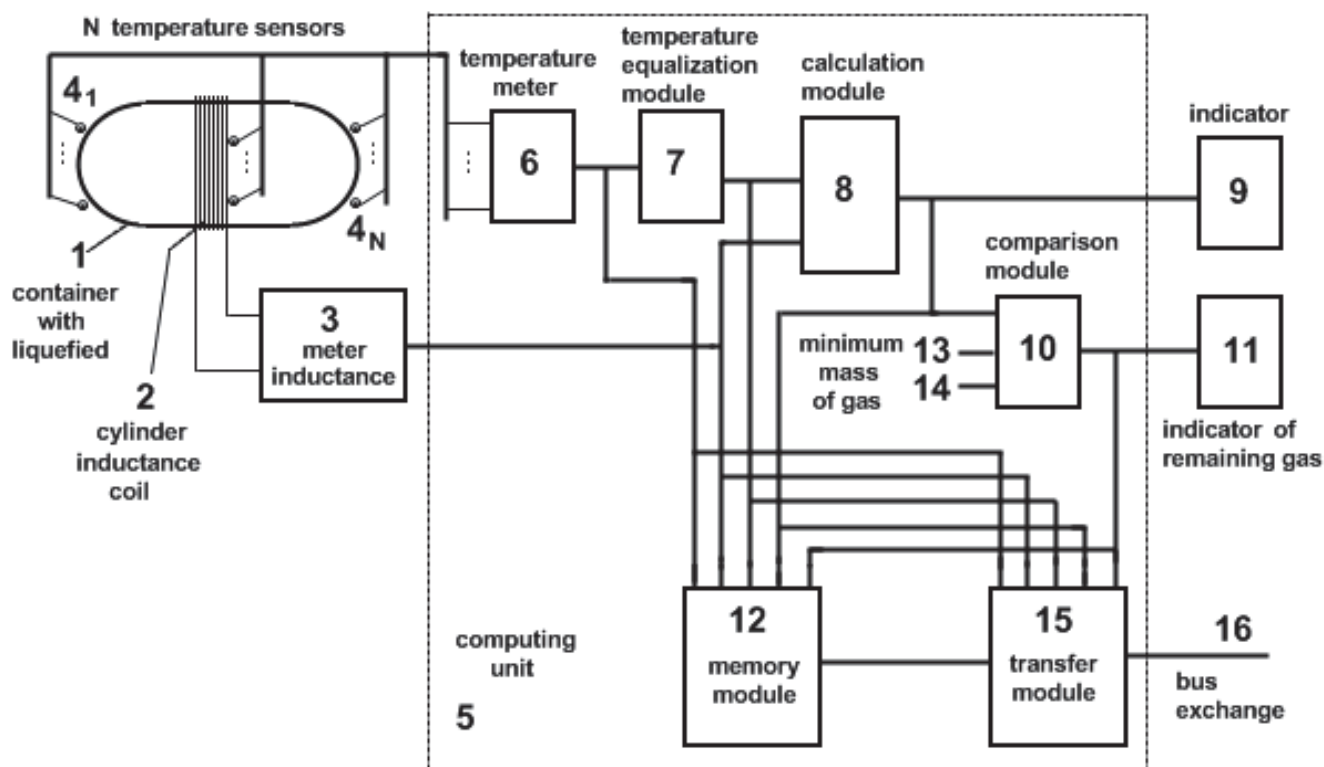 N temperature sensors
4₁
4N
1
container
with
liquefied
2
cylinder
inductance
coil
3
meter
inductance
temperature
meter
6
temperature
equalization
module
7
calculation
module
8
indicator
9
comparison
module
10
minimum
mass
of gas
13
14
11
indicator of
remaining gas
computing
unit
5
12
memory
module
15
transfer
module
16
bus
exchange